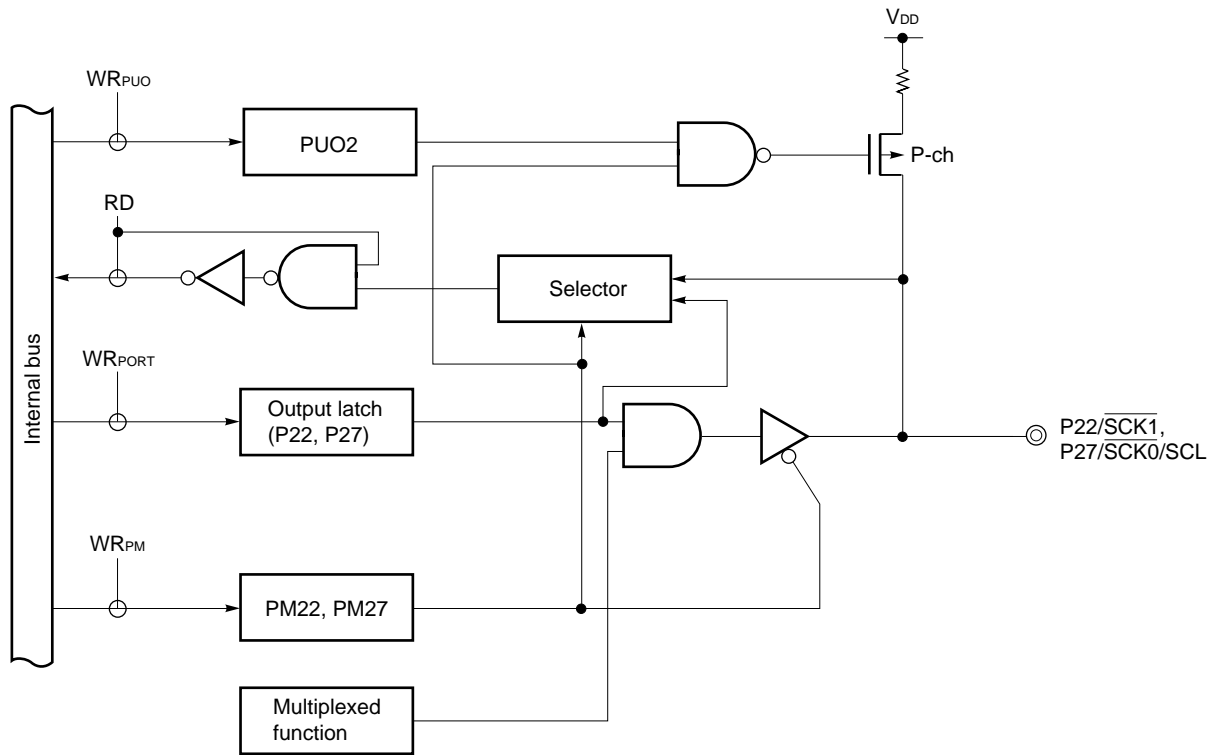 VDD
WRPUO
PUO2
P-ch
RD
Selector
Internal bus
WRPORT
Output latch
(P22, P27)
P22/SCK1,
P27/SCK0/SCL
WRPM
PM22, PM27
Multiplexed
function